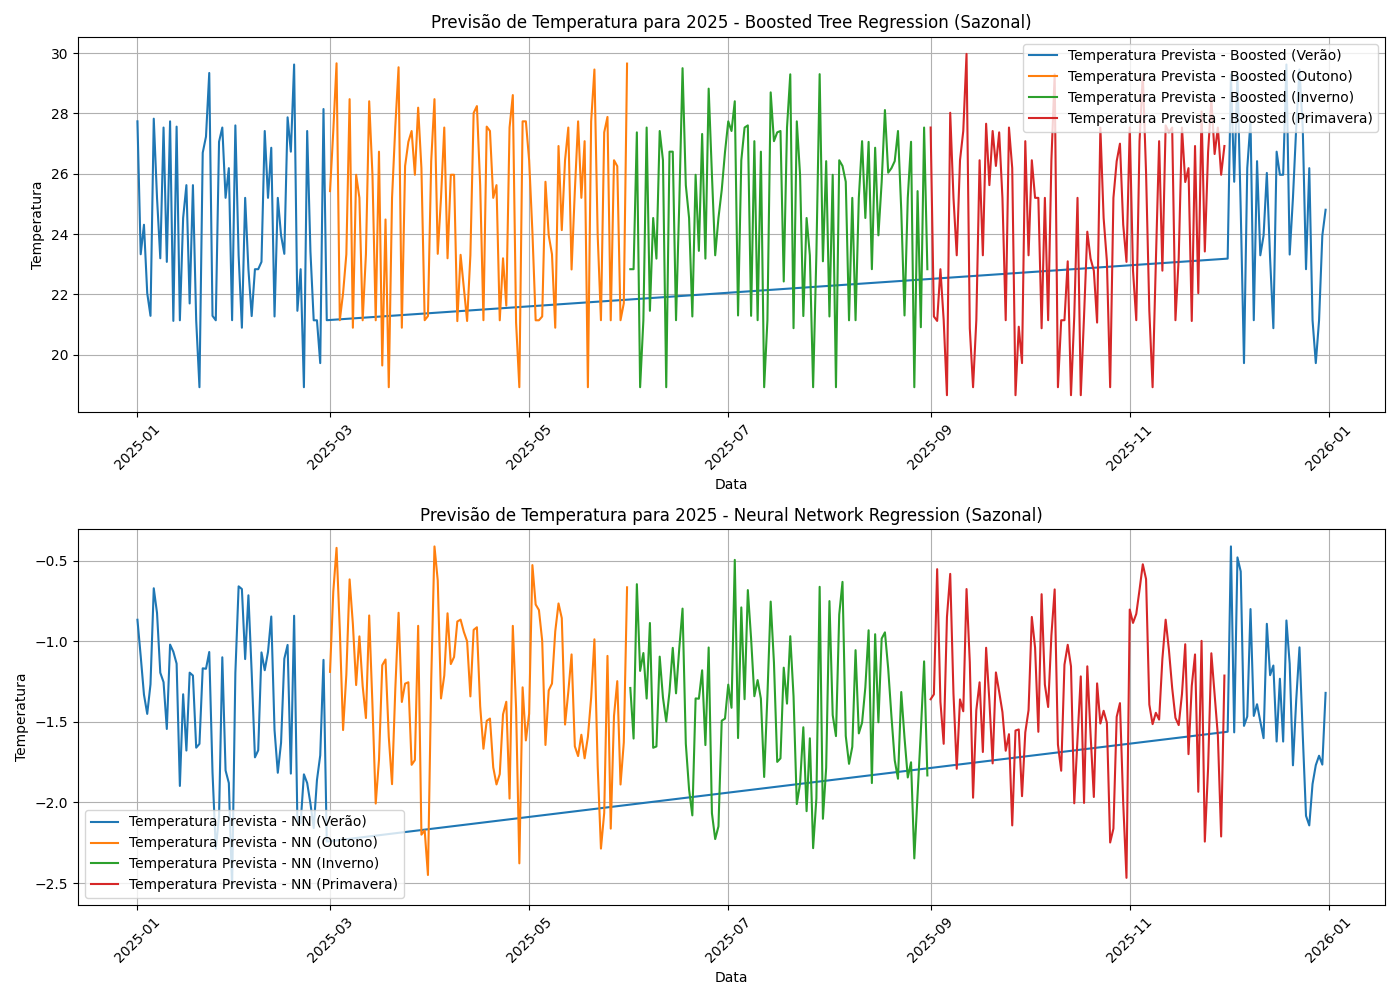 Previsão de Temperatura para 2025 - Boosted Tree Regression (Sazonal)
30
28
26
24
22
20
Temperatura
Temperatura Prevista - Boosted (Verão)
Temperatura Prevista - Boosted (Outono)
Temperatura Prevista - Boosted (Inverno)
Temperatura Prevista - Boosted (Primavera)
2025-01
2025-03
2025-05
2025-07
2025-09
2025-11
2026-01
Data
Previsão de Temperatura para 2025 - Neural Network Regression (Sazonal)
−0.5
−1.0
−1.5
−2.0
−2.5
Temperatura
Temperatura Prevista - NN (Verão)
Temperatura Prevista - NN (Outono)
Temperatura Prevista - NN (Inverno)
Temperatura Prevista - NN (Primavera)
2025-01
2025-03
2025-05
2025-07
2025-09
2025-11
2026-01
Data